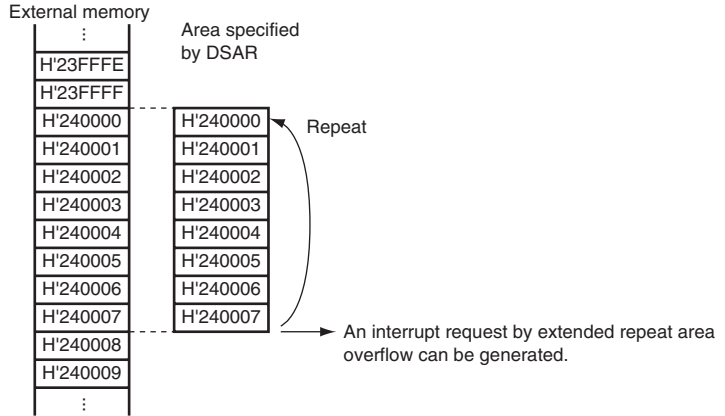 External memory
⋮
H'23FFFE
H'23FFFF
H'240000
H'240001
H'240002
H'240003
H'240004
H'240005
H'240006
H'240007
H'240008
H'240009
⋮
Area specified
by DSAR
H'240000
H'240001
H'240002
H'240003
H'240004
H'240005
H'240006
H'240007
Repeat
An interrupt request by extended repeat area
overflow can be generated.